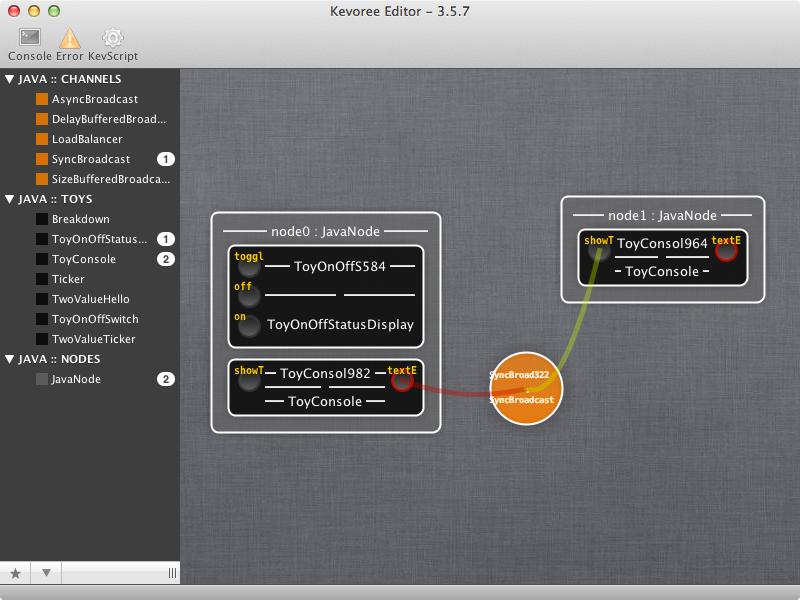 Kevoree Editor – 3.5.7
Console Error KevScript
JAVA :: CHANNELS
AsyncBroadcast
DelayBufferedBroad...
LoadBalancer
SyncBroadcast 1
SizeBufferedBroadca...
JAVA :: TOYS
Breakdown
ToyOnOffStatus... 1
ToyConsole 2
Ticker
TwoValueHello
ToyOnOffSwitch
TwoValueTicker
JAVA :: NODES
JavaNode 2
node0 : JavaNode
toggl
ToyOnOffS584
off
on
ToyOnOffStatusDisplay
showT
ToyConsol982
textE
ToyConsole
SyncBroad322
SyncBroadcast
node1 : JavaNode
showT
ToyConsol964
textE
ToyConsole